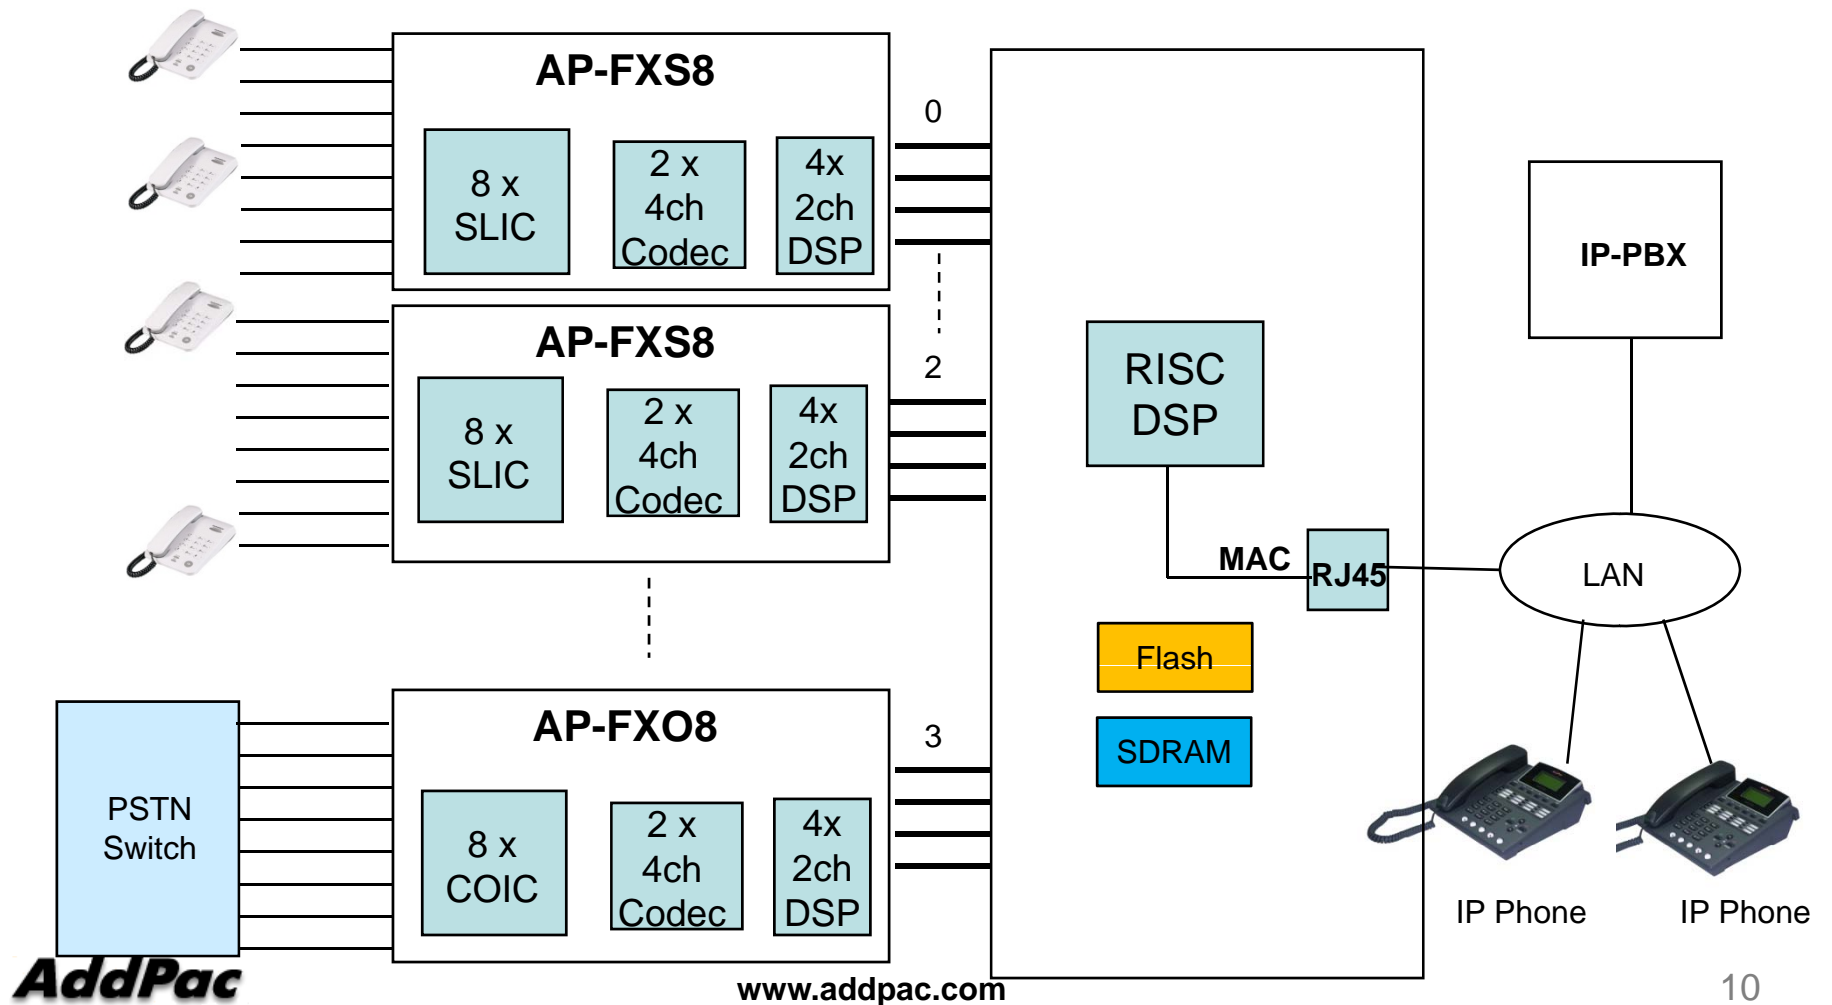 AP-FXS8
8 x
SLIC
2 x
4ch
Codec
4x
2ch
DSP
0
AP-FXS8
8 x
SLIC
2 x
4ch
Codec
4x
2ch
DSP
2
AP-FXO8
8 x
COIC
2 x
4ch
Codec
4x
2ch
DSP
3
PSTN
Switch
RISC
DSP
MAC
RJ45
Flash
SDRAM
IP-PBX
LAN
IP Phone
IP Phone
AddPac
www.addpac.com
10